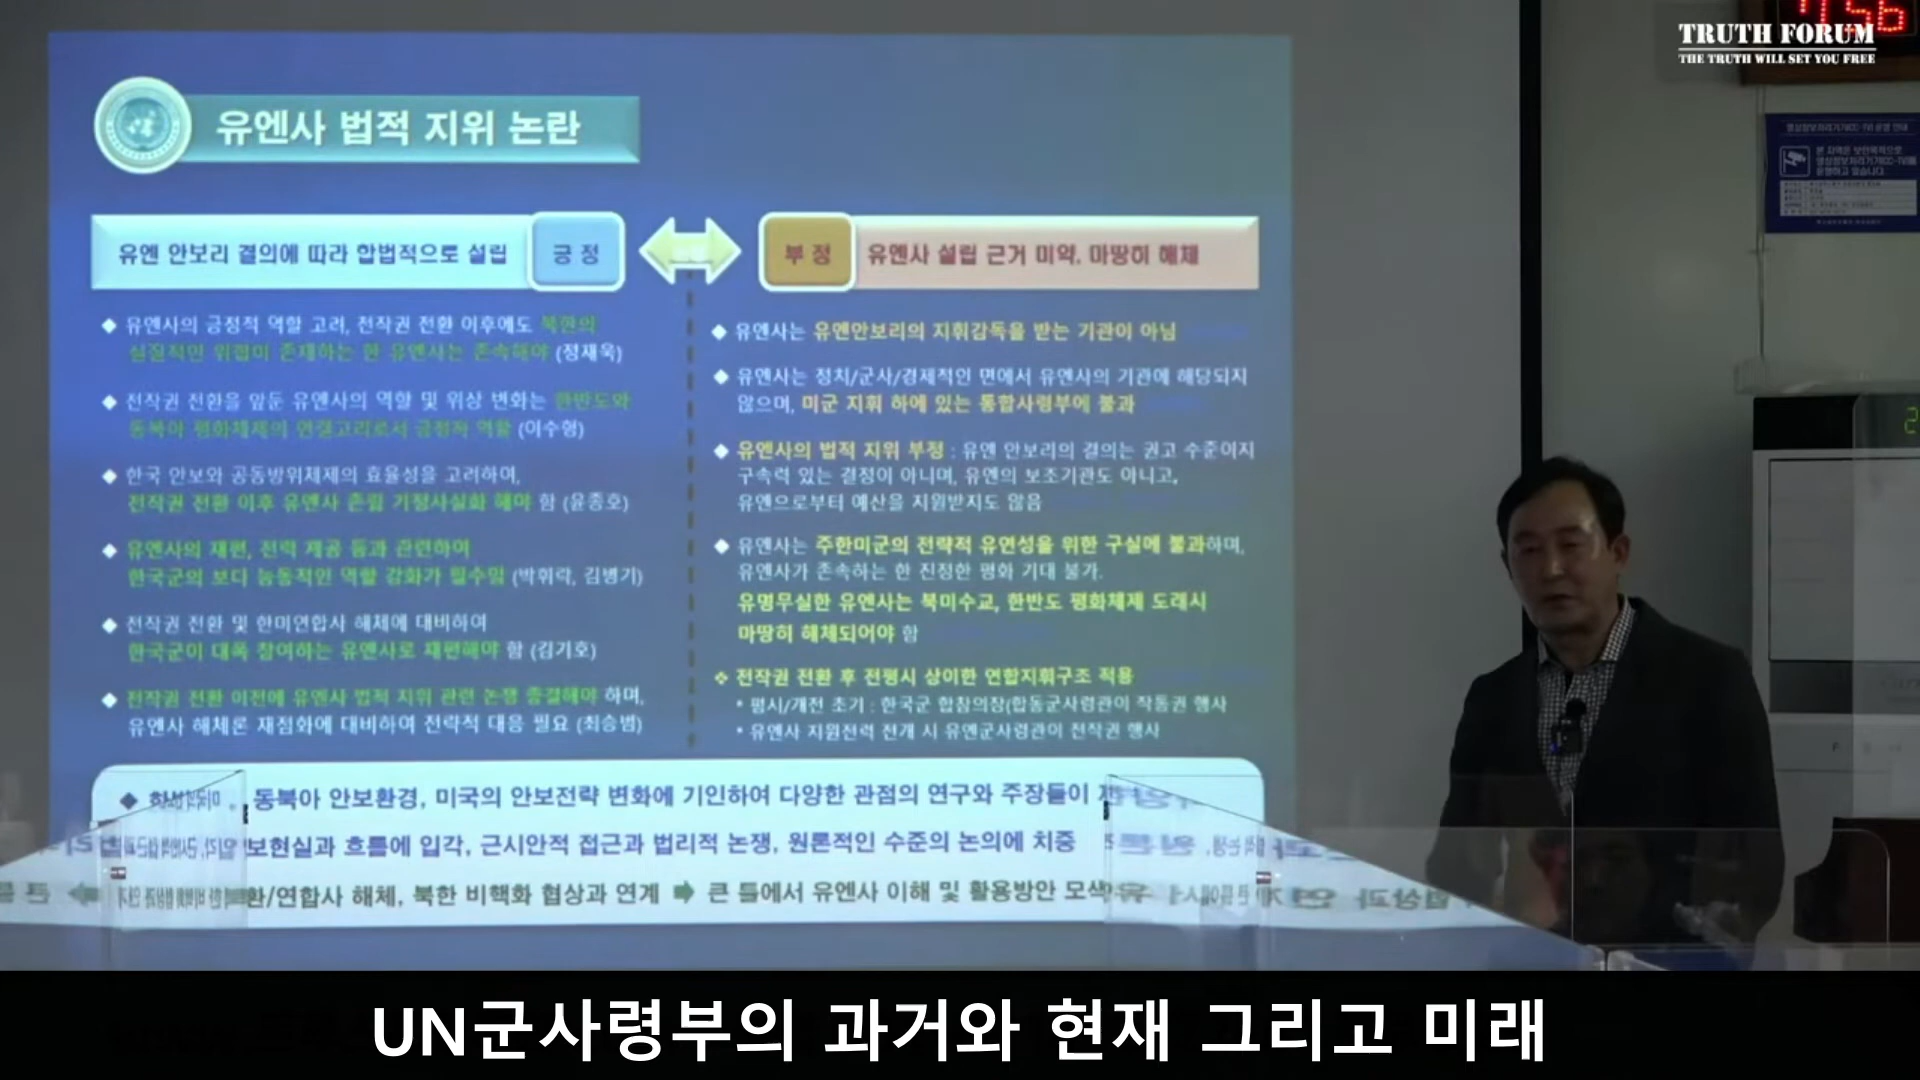 TRUTH FORUM
THE TRUTH WILL SET YOU FREE
유엔사 법적 지위 논란
유엔 안보리 결의에 따라 합법적으로 설립
긍 정
부 정
유엔사 설립 근거 미약, 마땅히 해체
◆ 유엔사의 긍정적 역할 고려, 전작권 전환 이후에도 북한의
실질적인 위협이 존재하는 한 유엔사는 존속해야 (정재욱)
◆ 전작권 전환을 앞둔 유엔사의 역할 및 위상 변화는 한반도와
동북아 평화체제의 연결고리로서 긍정적 역할 (이수형)
◆ 한국 안보와 공동방위체제의 효율성을 고려하여,
전작권 전환 이후 유엔사 존립 기정사실화 해야 함 (윤종호)
◆ 유엔사의 재편, 전력 제공 등과 관련하여
한국군의 보다 능동적인 역할 강화가 필수임 (박휘락, 김병기)
◆ 전작권 전환 및 한미연합사 해체에 대비하여
한국군이 대폭 참여하는 유엔사로 재편해야 함 (김기호)
◆ 전작권 전환 이전에 유엔사 법적 지위 관련 논쟁 종결해야 하며,
유엔사 해체론 재점화에 대비하여 전략적 대응 필요 (최승범)
◆ 유엔사는 유엔안보리의 지휘감독을 받는 기관이 아님
◆ 유엔사는 정치/군사/경제적인 면에서 유엔사의 기관에 해당되지
않으며, 미군 지휘 하에 있는 통합사령부에 불과
◆ 유엔사의 법적 지위 부정 : 유엔 안보리의 결의는 권고 수준이지
구속력 있는 결정이 아니며, 유엔의 보조기관도 아니고,
유엔으로부터 예산을 지원받지도 않음
◆ 유엔사는 주한미군의 전략적 유연성을 위한 구실에 불과하며,
유엔사가 존속하는 한 진정한 평화 기대 불가.
유명무실한 유엔사는 북미수교, 한반도 평화체제 도래시
마땅히 해체되어야 함
❖ 전작권 전환 후 전평시 상이한 연합지휘구조 적용
* 평시/개전 초기 : 한국군 합참의장(합동군사령관이 작통권 행사
* 유엔사 지원전력 전개 시 유엔군사령관이 전작권 행사
동북아 안보환경, 미국의 안보전략 변화에 기인하여 다양한 관점의 연구와 주장들이
보현실과 흐름에 입각, 근시안적 접근과 법리적 논쟁, 원론적인 수준의 논의에 치중
환/연합사 해체, 북한 비핵화 협상과 연계 ➡ 큰 틀에서 유엔사 이해 및 활용방안 모색
UN군사령부의 과거와 현재 그리고 미래